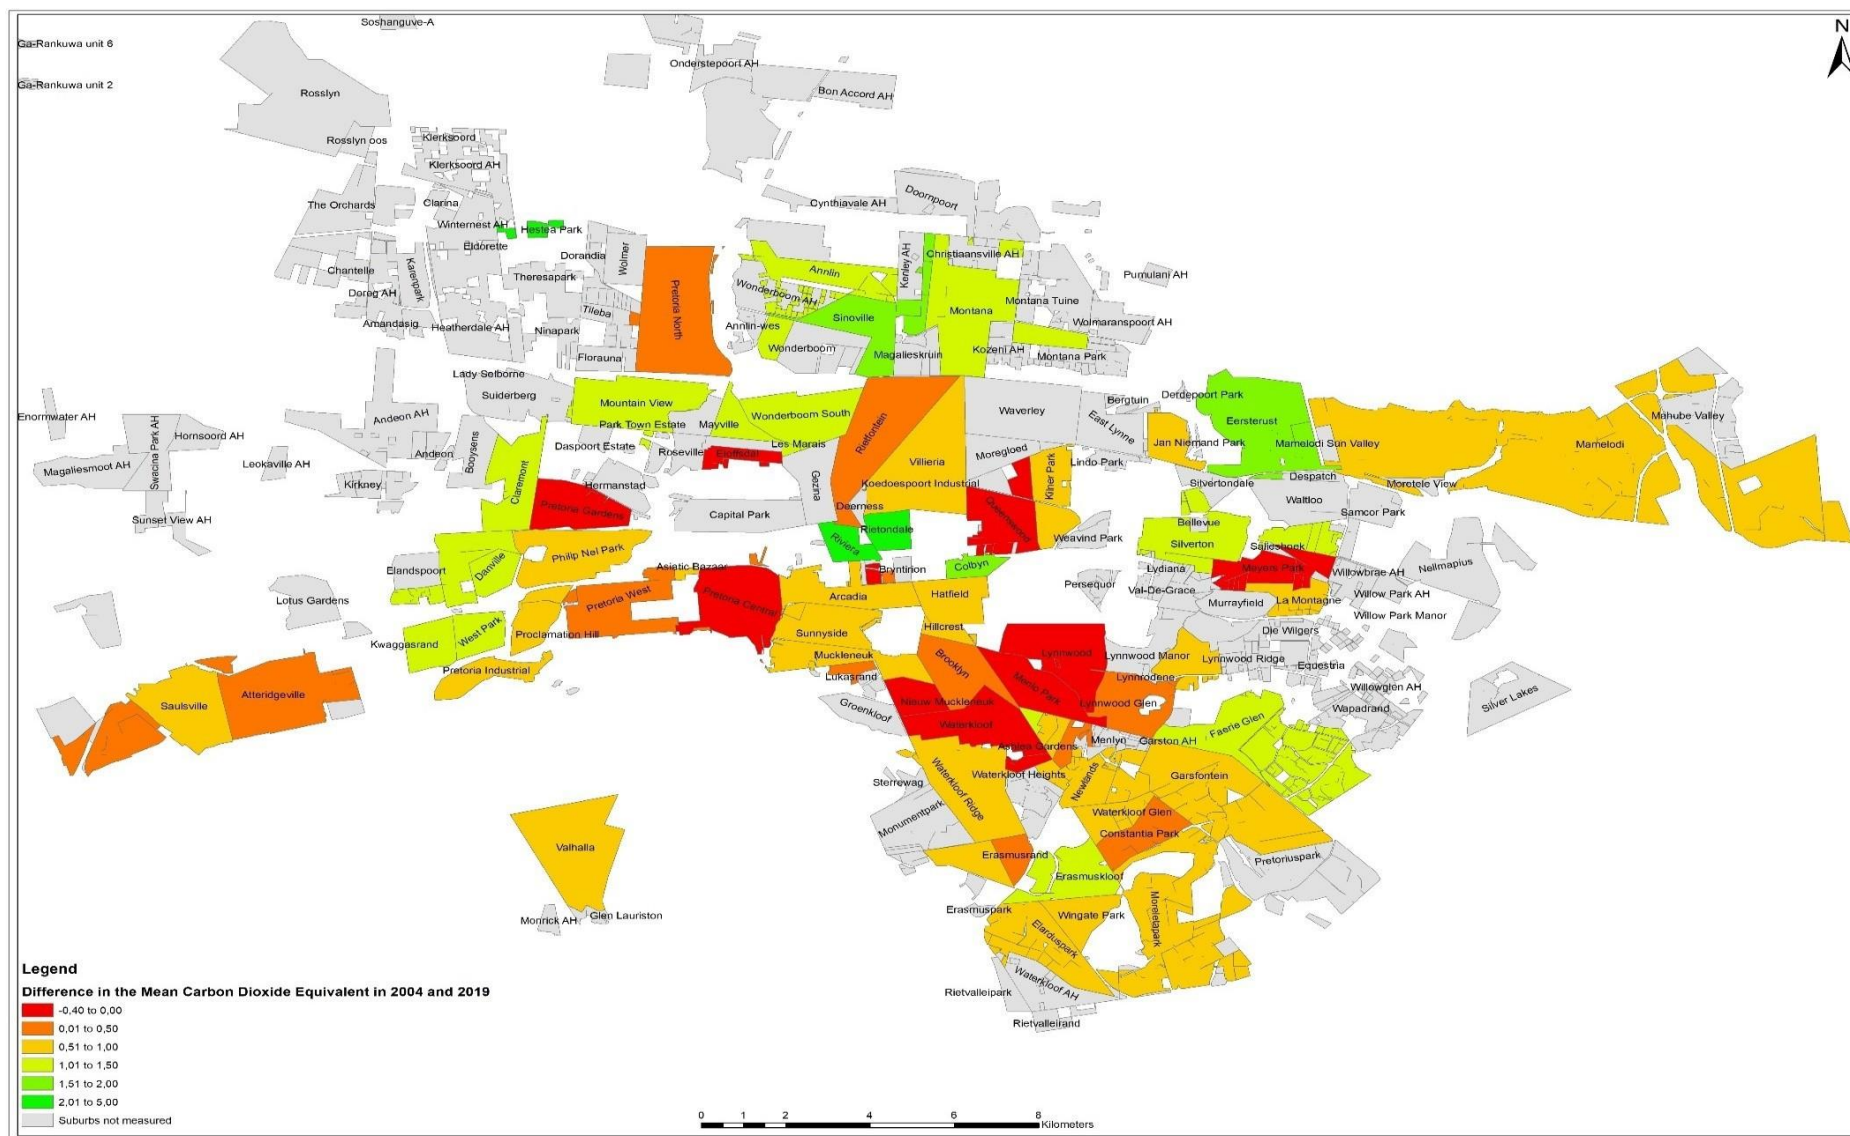 Soshanguve-A
N
Ga-Rankuwa unit 6
Onderstepoort AH
Ga-Rankuwa unit 2
Rosslyn
Bon Accord AH
Rosslyn oos
Klerksoord
Klerksoord AH
Doornpoort
The Orchards
Clarina
Cynthiavale AH
Winternest AH
Hestea Park
Eldorette
Dorandia
Wolmer
Kenley AH
Christiaansville AH
Chantelle
Karenpark
Theresapark
Pretoria North
Annlin
Pumulani AH
Doreg AH
Wonderboom AH
Montana
Montana Tuine
Amandasig
Heatherdale AH
Ninapark
Tileba
Annlin-wes
Sinoville
Wolmaranspoort AH
Florauna
Wonderboom
Magalieskruin
Kozeni AH
Montana Park
Lady Selborne
Suiderberg
Mountain View
Wonderboom South
Waverley
Bergtuin
Derdepoort Park
Enormwater AH
Andeon AH
Park Town Estate
Mayville
East Lynne
Eersterust
Mahube Valley
Swacina Park AH
Hornsoord AH
Booysens
Daspoort Estate
Les Marais
Rietfontein
Jan Niemand Park
Mamelodi Sun Valley
Mamelodi
Magaliesmoot AH
Leokaville AH
Andeon
Claremont
Roseville
Eloffsdal
Gezina
Villieria
Moregloed
Kilner Park
Lindo Park
Despatch
Kirkney
Hermanstad
Koedoespoort Industrial
Silvertondale
Moretele View
Waltloo
Sunset View AH
Pretoria Gardens
Capital Park
Deerness
Queenswood
Samcor Park
Rietondale
Riviera
Weavind Park
Bellevue
Silverton
Salieshoek
Elandspoort
Danville
Philip Nel Park
Asiatic Bazaar
Bryntirion
Colbyn
Lydiana
Meyers Park
Willowbrae AH
Nellmapius
Lotus Gardens
Pretoria West
Pretoria Central
Arcadia
Hatfield
Persequor
Val-De-Grace
Murrayfield
La Montagne
Willow Park AH
Willow Park Manor
Kwaggasrand
West Park
Proclamation Hill
Sunnyside
Hillcrest
Die Wilgers
Pretoria Industrial
Muckleneuk
Brooklyn
Lynnwood
Lynnwood Manor
Lynnwood Ridge
Equestria
Lukasrand
Lynnrodene
Saulsville
Atteridgeville
Groenkloof
Nieuw Muckleneuk
Menlo Park
Lynnwood Glen
Willowglen AH
Silver Lakes
Waterkloof
Wapadrand
Ashlea Gardens
Menlyn
Garston AH
Faerie Glen
Sterrewag
Waterkloof Ridge
Waterkloof Heights
Newlands
Garsfontein
Monumentpark
Waterkloof Glen
Constantia Park
Valhalla
Erasmusrand
Pretoriuspark
Erasmuskloof
Monrick AH
Glen Lauriston
Erasmuspark
Wingate Park
Moreletapark
Elarduspark
Waterkloof AH
Rietvalleipark
Rietvalleirand
Legend
Difference in the Mean Carbon Dioxide Equivalent in 2004 and 2019
-0,40 to 0,00
0,01 to 0,50
0,51 to 1,00
1,01 to 1,50
1,51 to 2,00
2,01 to 5,00
Suburbs not measured
0 1 2 4 6 8
Kilometers